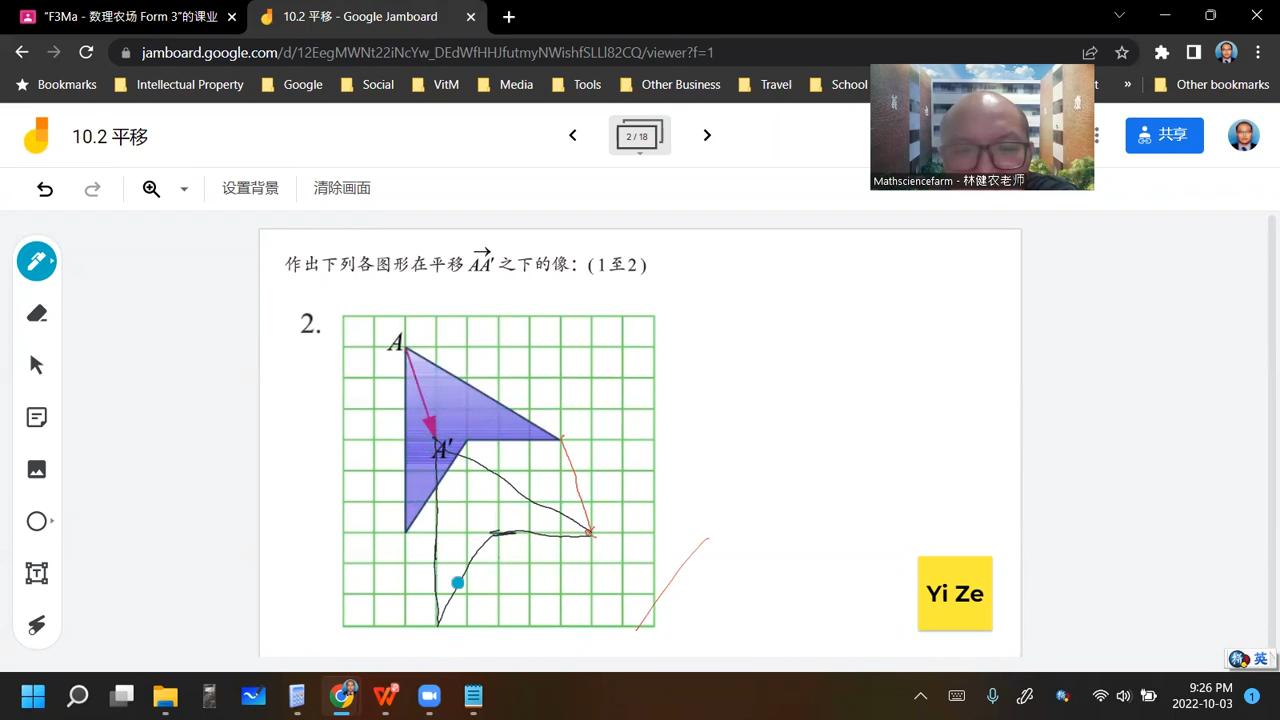 "F3Ma - 数理农场 Form 3"的课业
10.2 平移 - Google Jamboard
jamboard.google.com/d/12EegMWNt22iNcYw_DEdWfHHJfutmyNWishfSLLl82CQ/viewer?f=1
Bookmarks Intellectual Property Google Social VitM Media Tools Other Business Travel School Other bookmarks
10.2 平移
2 / 18
共享
Mathsciencefarm - 林健农老师
设置背景 清除画面
作出下列各图形在平移 AA' 之下的像：(1至2)
2.
A
A'
Yi Ze
英
9:26 PM
2022-10-03
1